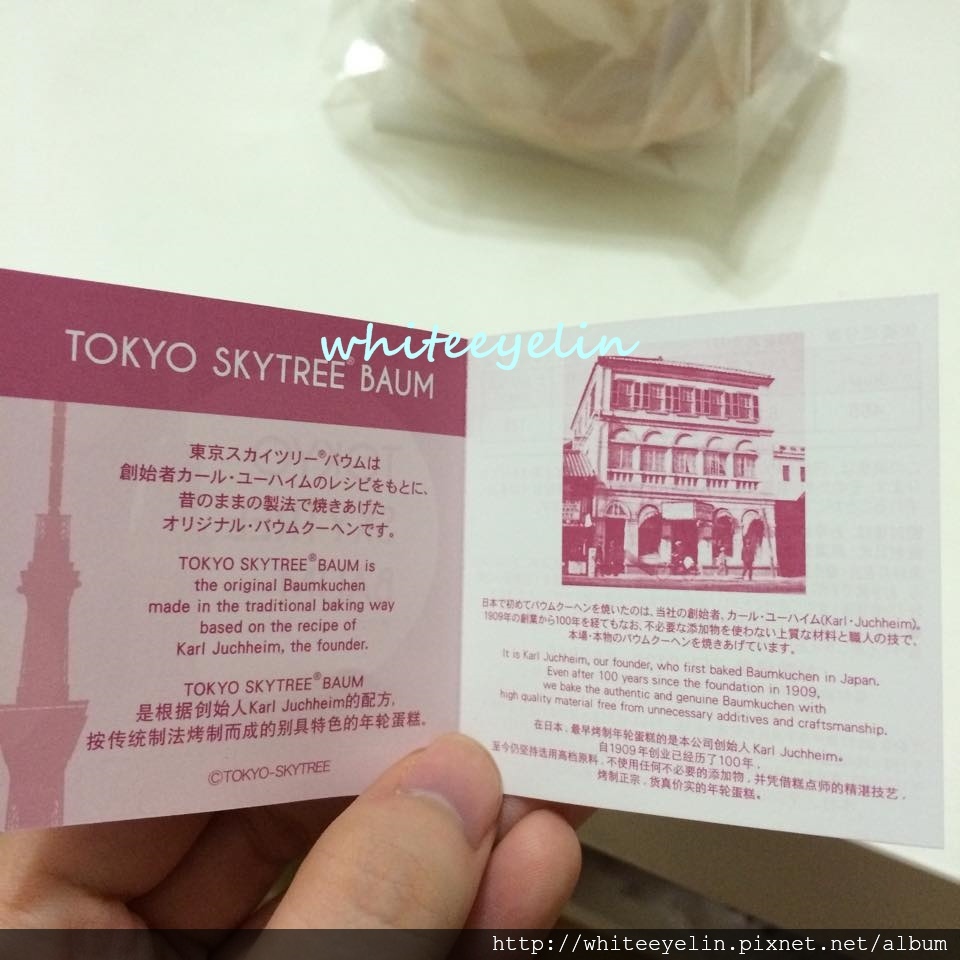 TOKYO SKYTREE® BAUM
東京スカイツリー®バウムは
創始者カール・ユーハイムのレシピをもとに、
昔のままの製法で焼きあげた
オリジナル・バウムクーヘンです。
TOKYO SKYTREE® BAUM is
the original Baumkuchen
made in the traditional baking way
based on the recipe of
Karl Juchheim, the founder.
TOKYO SKYTREE® BAUM
是根据创始人Karl Juchheim的配方,
按传统制法烤制而成的别具特色的年轮蛋糕。
©TOKYO-SKYTREE
whiteeyelin
日本で初めてバウムクーヘンを焼いたのは、当社の創始者、カール・ユーハイム(Karl・Juchheim)。
1909年の創業から100年を経てもなお、不必要な添加物を使わない上質な材料と職人の技で、
本場・本物のバウムクーヘンを焼きあげています。
It is Karl Juchheim, our founder, who first baked Baumkuchen in Japan.
Even after 100 years since the foundation in 1909,
we bake the authentic and genuine Baumkuchen with
high quality material free from unnecessary additives and craftsmanship.
在日本,最早烤制年轮蛋糕的是本公司创始人 Karl Juchheim。
自1909年创业已经历了100年,
至今仍坚持选用高档原料,不使用任何不必要的添加物,并凭借糕点师的精湛技艺,
烤制正宗,货真价实的年轮蛋糕。
http://whiteeyelin.pixnet.net/album